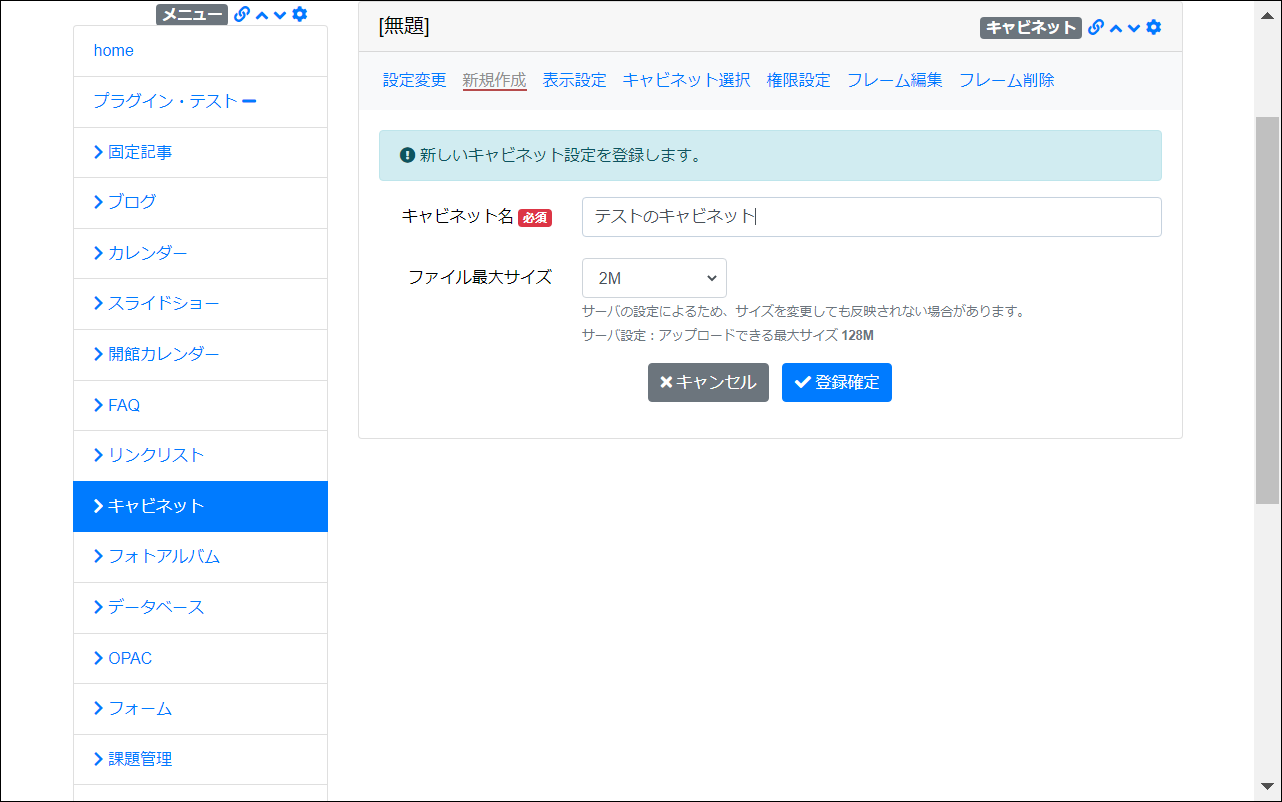 メニュー
home
プラグイン・テスト
固定記事
ブログ
カレンダー
スライドショー
開館カレンダー
FAQ
リンクリスト
キャビネット
フォトアルバム
データベース
OPAC
フォーム
課題管理
[無題]
キャビネット
設定変更 新規作成 表示設定 キャビネット選択 権限設定 フレーム編集 フレーム削除
新しいキャビネット設定を登録します。
キャビネット名 必須 テストのキャビネット
ファイル最大サイズ 2M
サーバの設定によるため、サイズを変更しても反映されない場合があります。
サーバ設定：アップロードできる最大サイズ 128M
キャンセル 登録確定